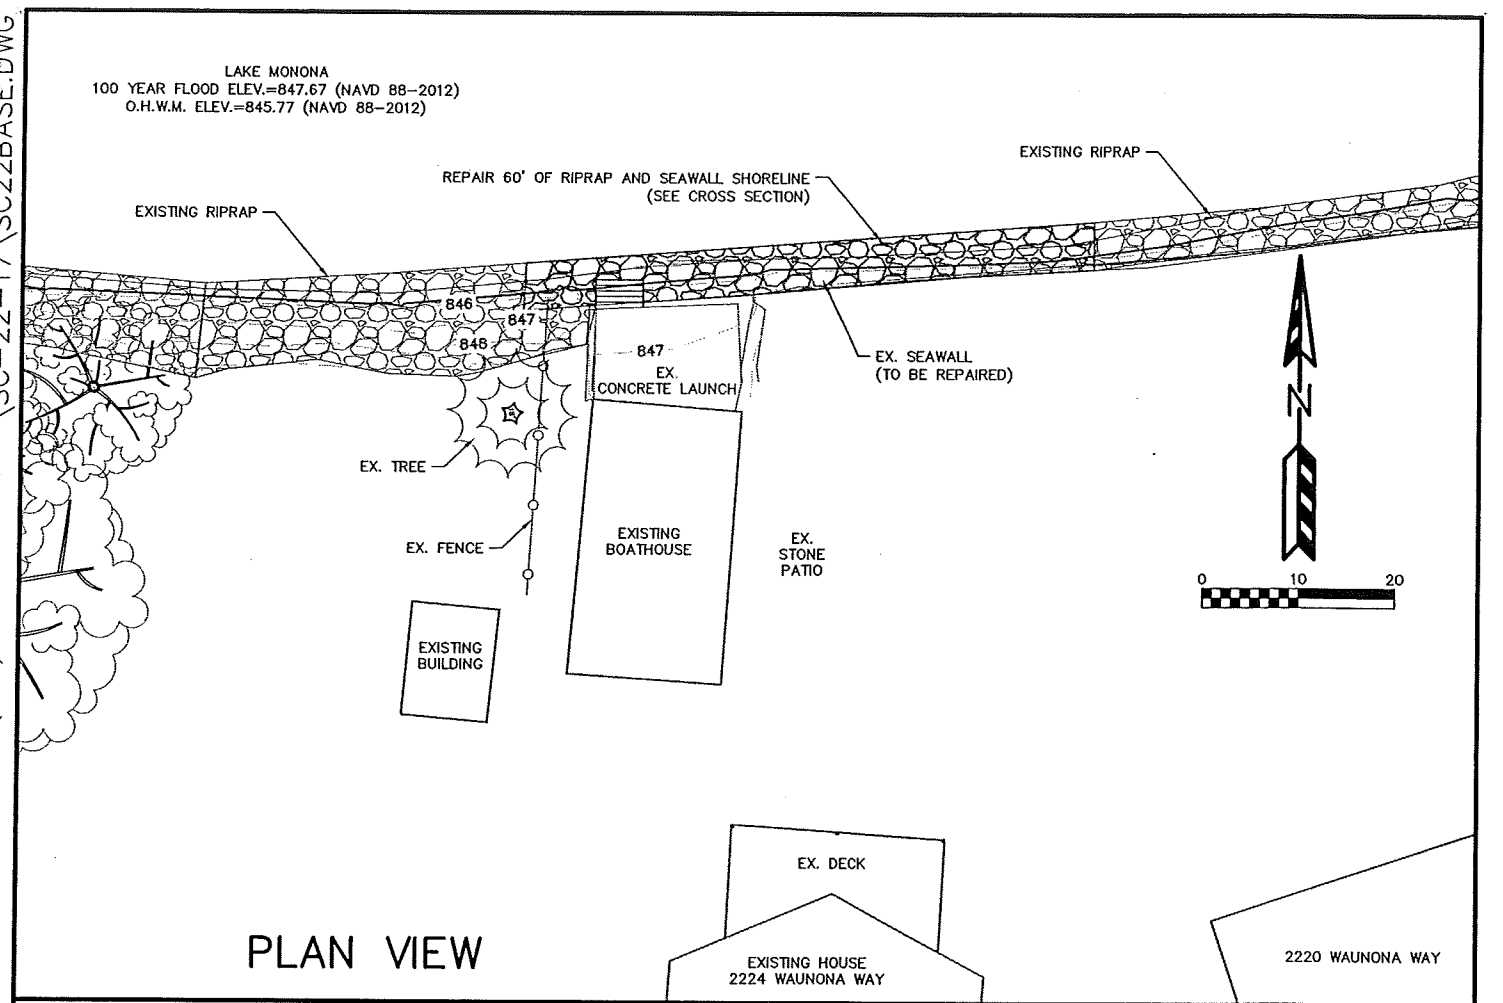 LAKE MONONA
100 YEAR FLOOD ELEV.=847.67 (NAVD 88-2012)
O.H.W.M. ELEV.=845.77 (NAVD 88-2012)
EXISTING RIPRAP
REPAIR 60' OF RIPRAP AND SEAWALL SHORELINE
(SEE CROSS SECTION)
EXISTING RIPRAP
846
847
848
847
EX.
CONCRETE LAUNCH
EX. SEAWALL
(TO BE REPAIRED)
N
EX. TREE
EX. FENCE
EXISTING
BOATHOUSE
EX.
STONE
PATIO
0 10 20
EXISTING
BUILDING
EX. DECK
PLAN VIEW
EXISTING HOUSE
2224 WAUNONA WAY
2220 WAUNONA WAY
\SC22BASE.DWG